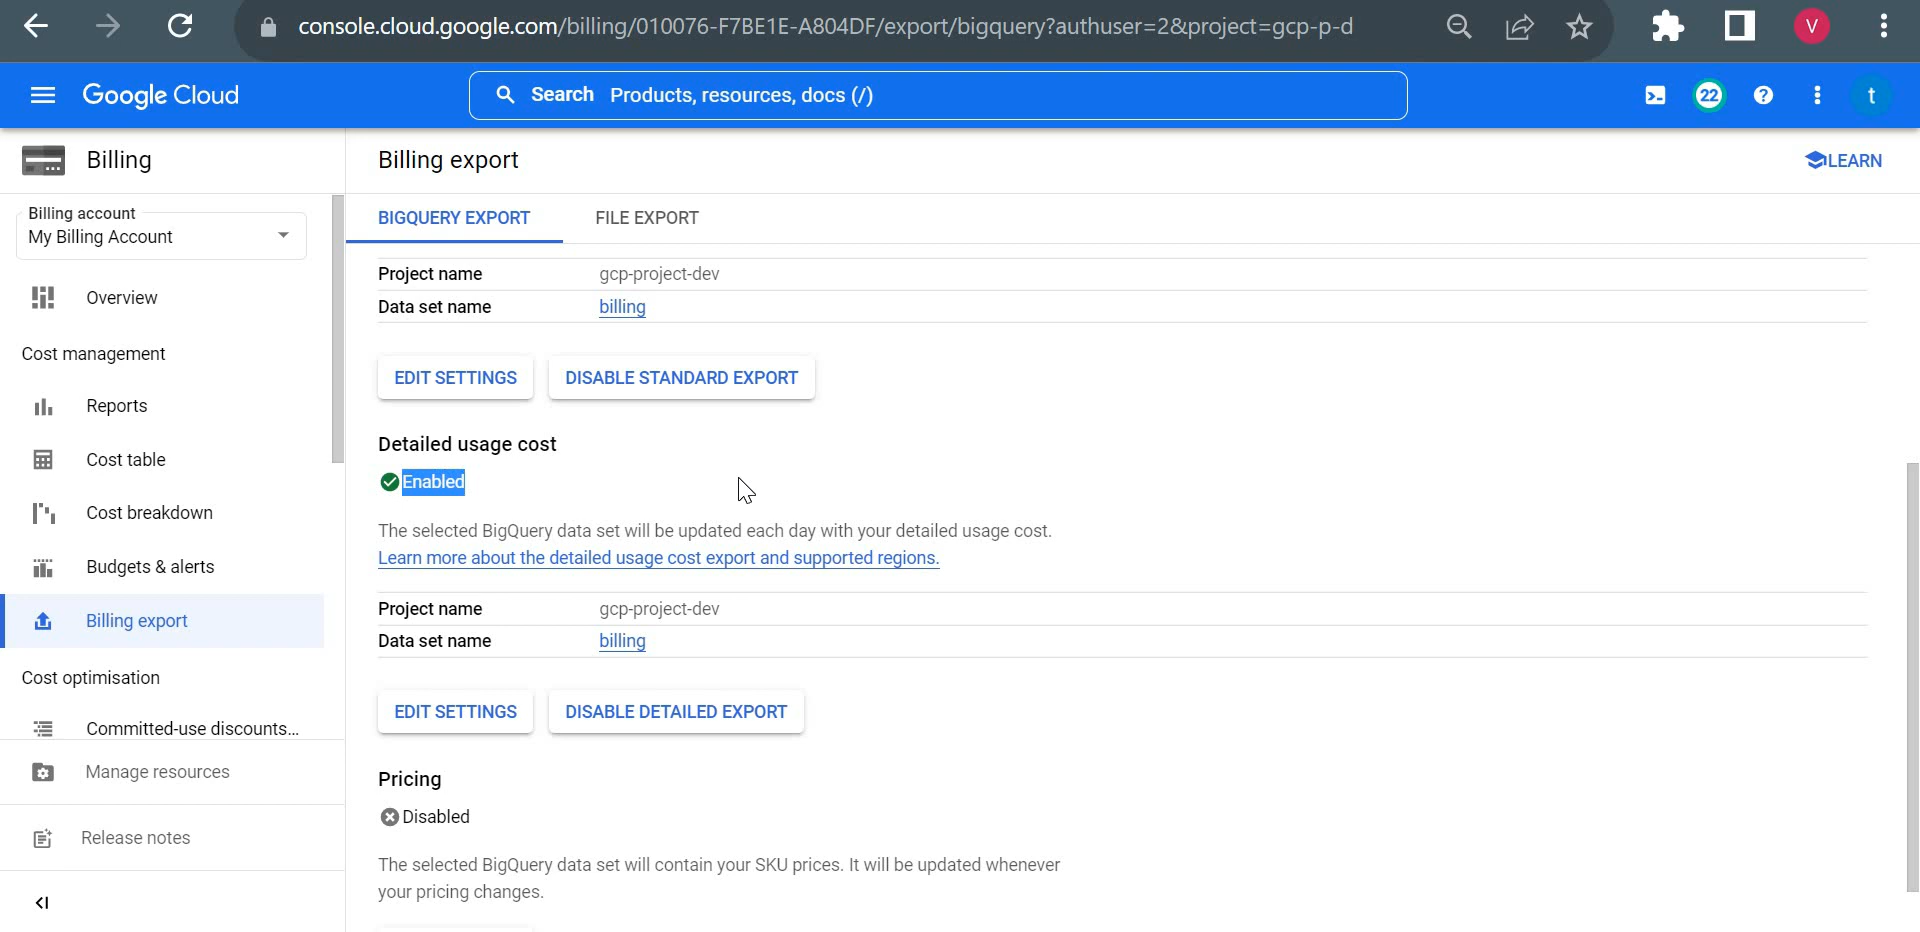 console.cloud.google.com/billing/010076-F7BE1E-A804DF/export/bigquery?authuser=2&project=gcp-p-d
V
Google Cloud
Search Products, resources, docs (/)
22
t
Billing
Billing export
LEARN
Billing account
My Billing Account
BIGQUERY EXPORT
FILE EXPORT
Project name gcp-project-dev
Data set name billing
Overview
Cost management
EDIT SETTINGS
DISABLE STANDARD EXPORT
Reports
Detailed usage cost
Cost table
Enabled
Cost breakdown
The selected BigQuery data set will be updated each day with your detailed usage cost.
Learn more about the detailed usage cost export and supported regions.
Budgets & alerts
Project name gcp-project-dev
Billing export
Data set name billing
Cost optimisation
EDIT SETTINGS
DISABLE DETAILED EXPORT
Committed-use discounts...
Manage resources
Pricing
Disabled
Release notes
The selected BigQuery data set will contain your SKU prices. It will be updated whenever
your pricing changes.